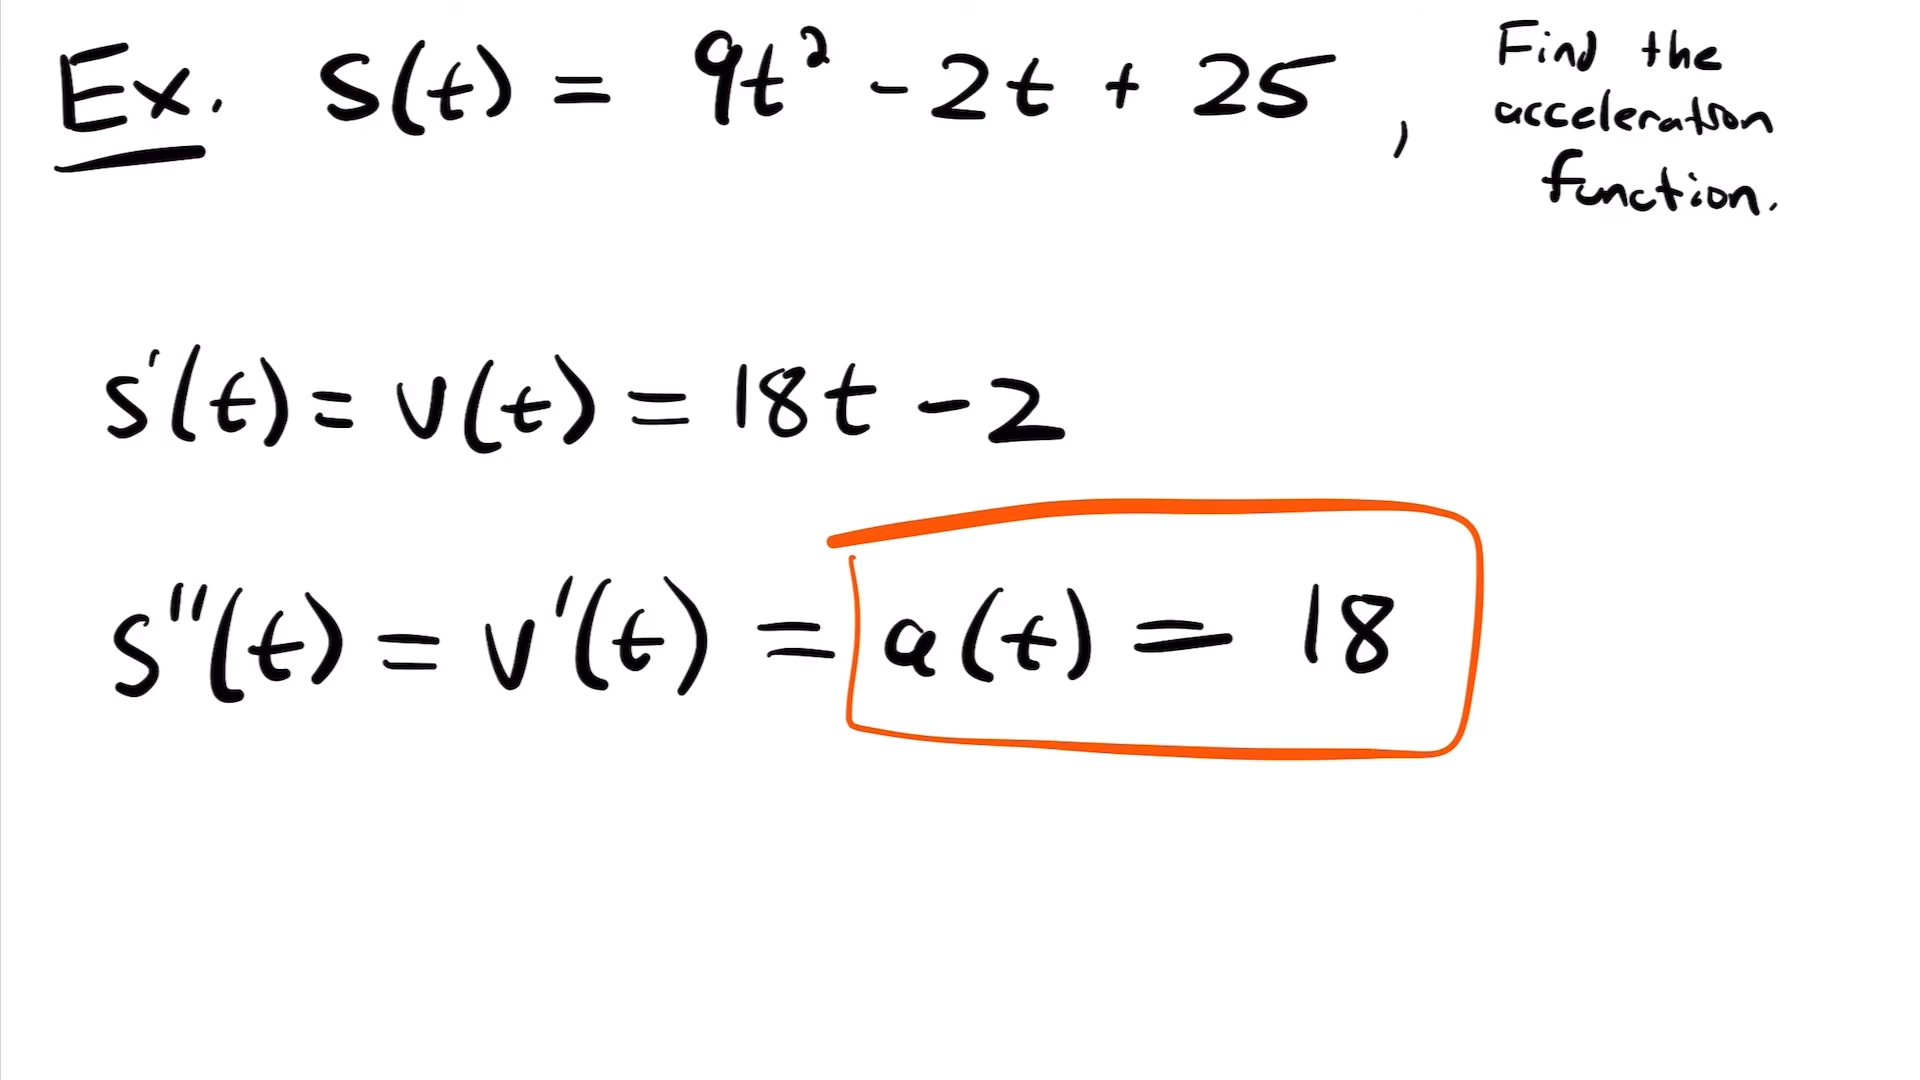 Ex. s(t) = 9t² - 2t + 25, Find the
acceleration
function.
s'(t) = v(t) = 18t - 2
s''(t) = v'(t) = a(t) = 18